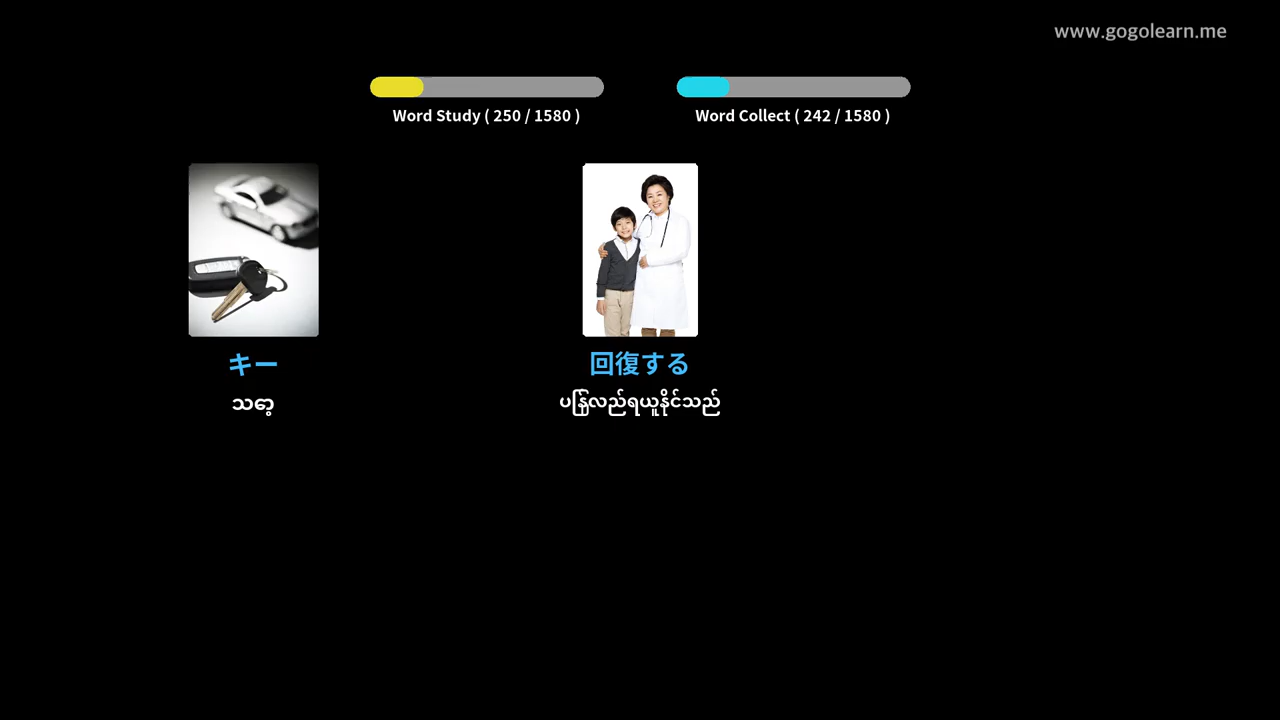 www.gogolearn.me
Word Study ( 250 / 1580 )
Word Collect ( 242 / 1580 )
キー
သော့
回復する
ပြန်လည်ရယူနိုင်သည်